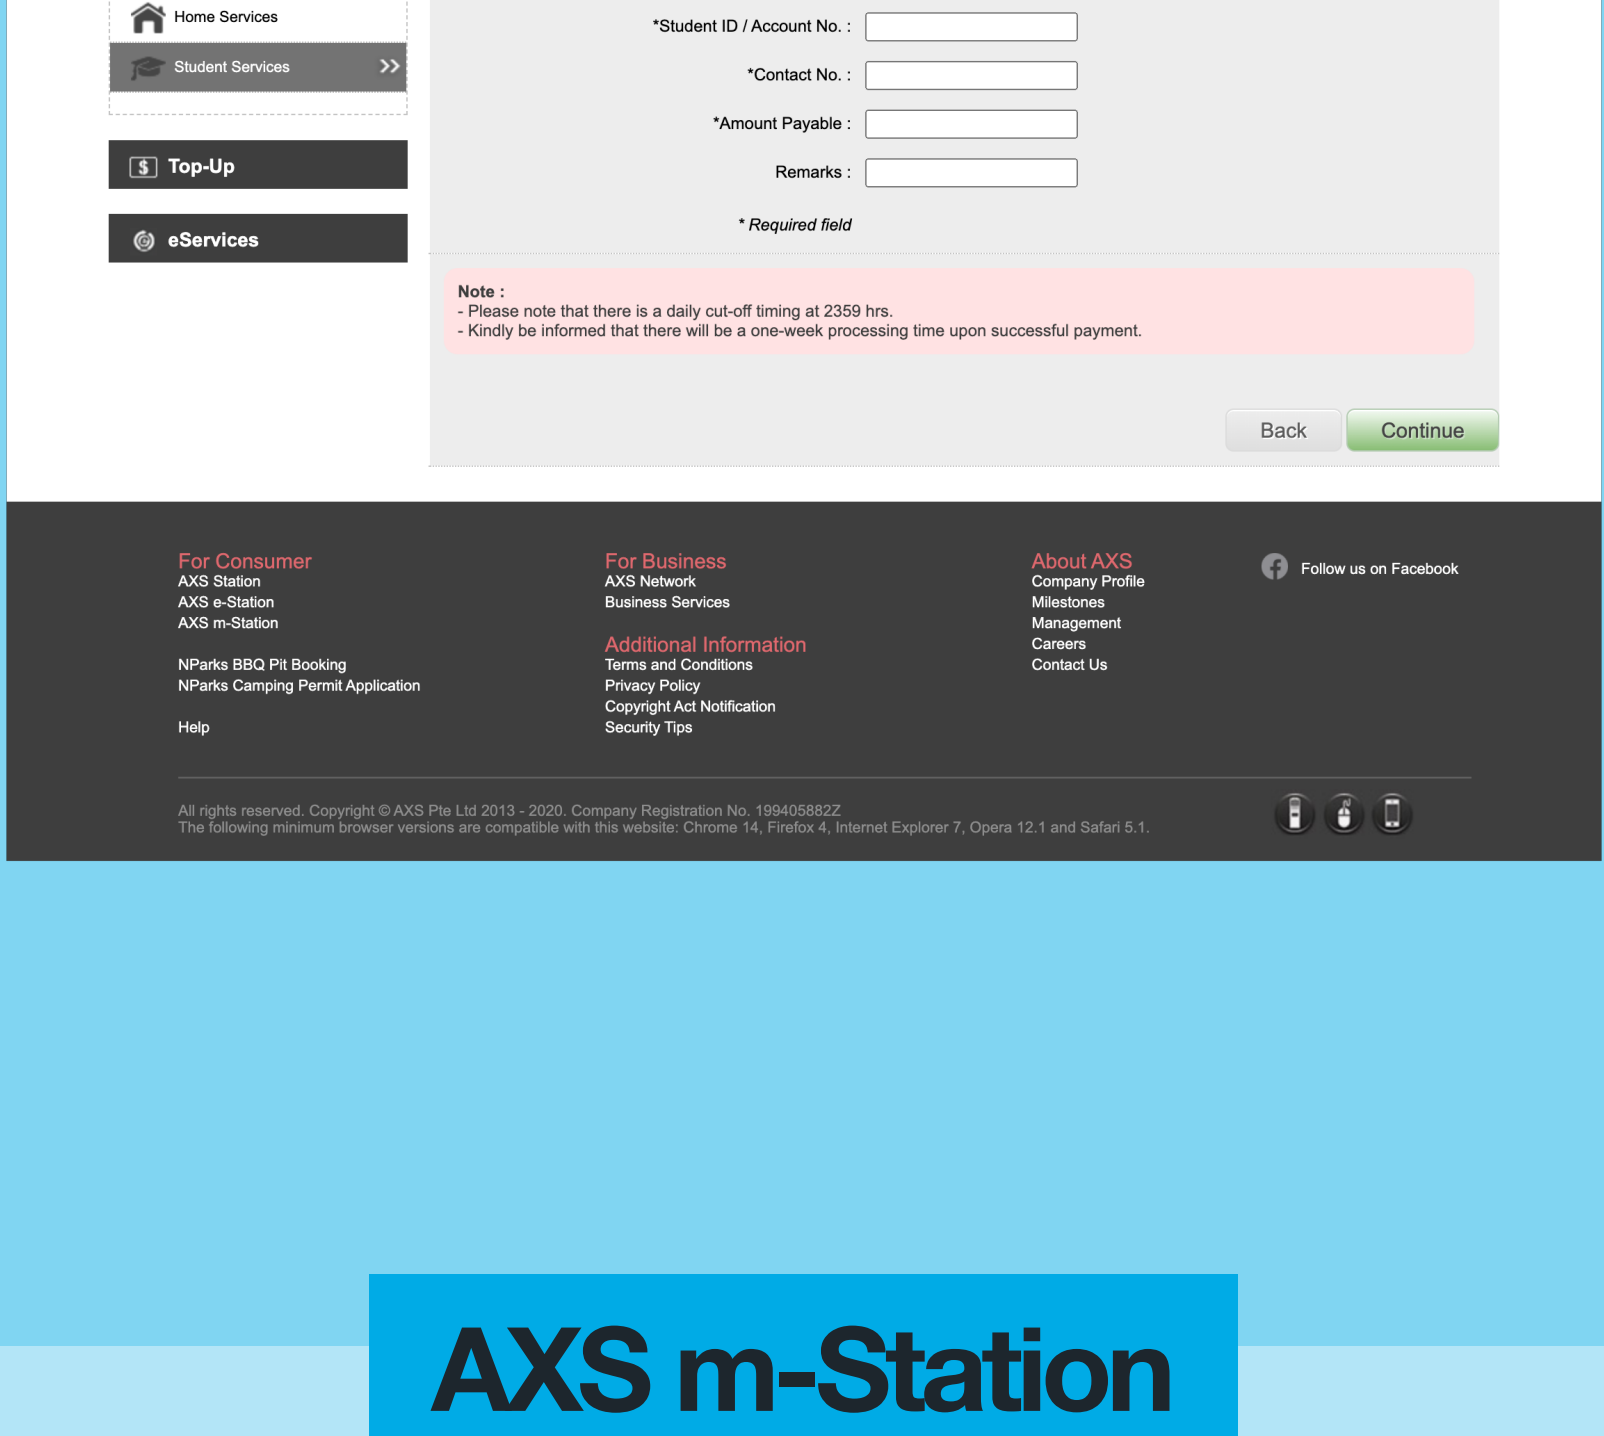 Home Services
Student Services
Top-Up
eServices
*Student ID / Account No. :
*Contact No. :
*Amount Payable :
Remarks :
* Required field
Note :
- Please note that there is a daily cut-off timing at 2359 hrs.
- Kindly be informed that there will be a one-week processing time upon successful payment.
Back
Continue
For Consumer
AXS Station
AXS e-Station
AXS m-Station
NParks BBQ Pit Booking
NParks Camping Permit Application
Help
For Business
AXS Network
Business Services
Additional Information
Terms and Conditions
Privacy Policy
Copyright Act Notification
Security Tips
About AXS
Company Profile
Milestones
Management
Careers
Contact Us
Follow us on Facebook
All rights reserved. Copyright © AXS Pte Ltd 2013 - 2020. Company Registration No. 199405882Z
The following minimum browser versions are compatible with this website: Chrome 14, Firefox 4, Internet Explorer 7, Opera 12.1 and Safari 5.1.
AXS m-Station